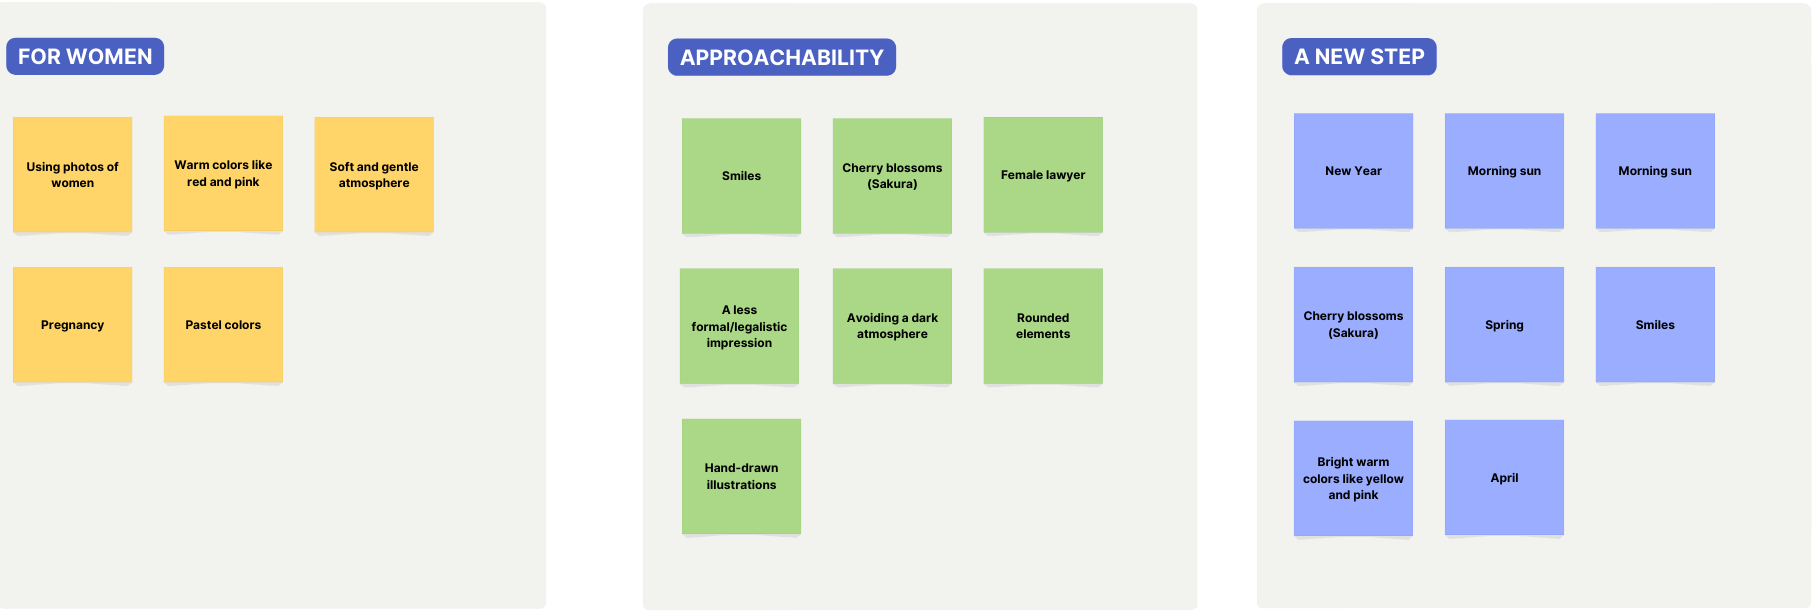 FOR WOMEN
Using photos of
women
Warm colors like
red and pink
Soft and gentle
atmosphere
Pregnancy
Pastel colors
APPROACHABILITY
Smiles
Cherry blossoms
(Sakura)
Female lawyer
A less
formal/legalistic
impression
Avoiding a dark
atmosphere
Rounded
elements
Hand-drawn
illustrations
A NEW STEP
New Year
Morning sun
Morning sun
Cherry blossoms
(Sakura)
Spring
Smiles
Bright warm
colors like yellow
and pink
April